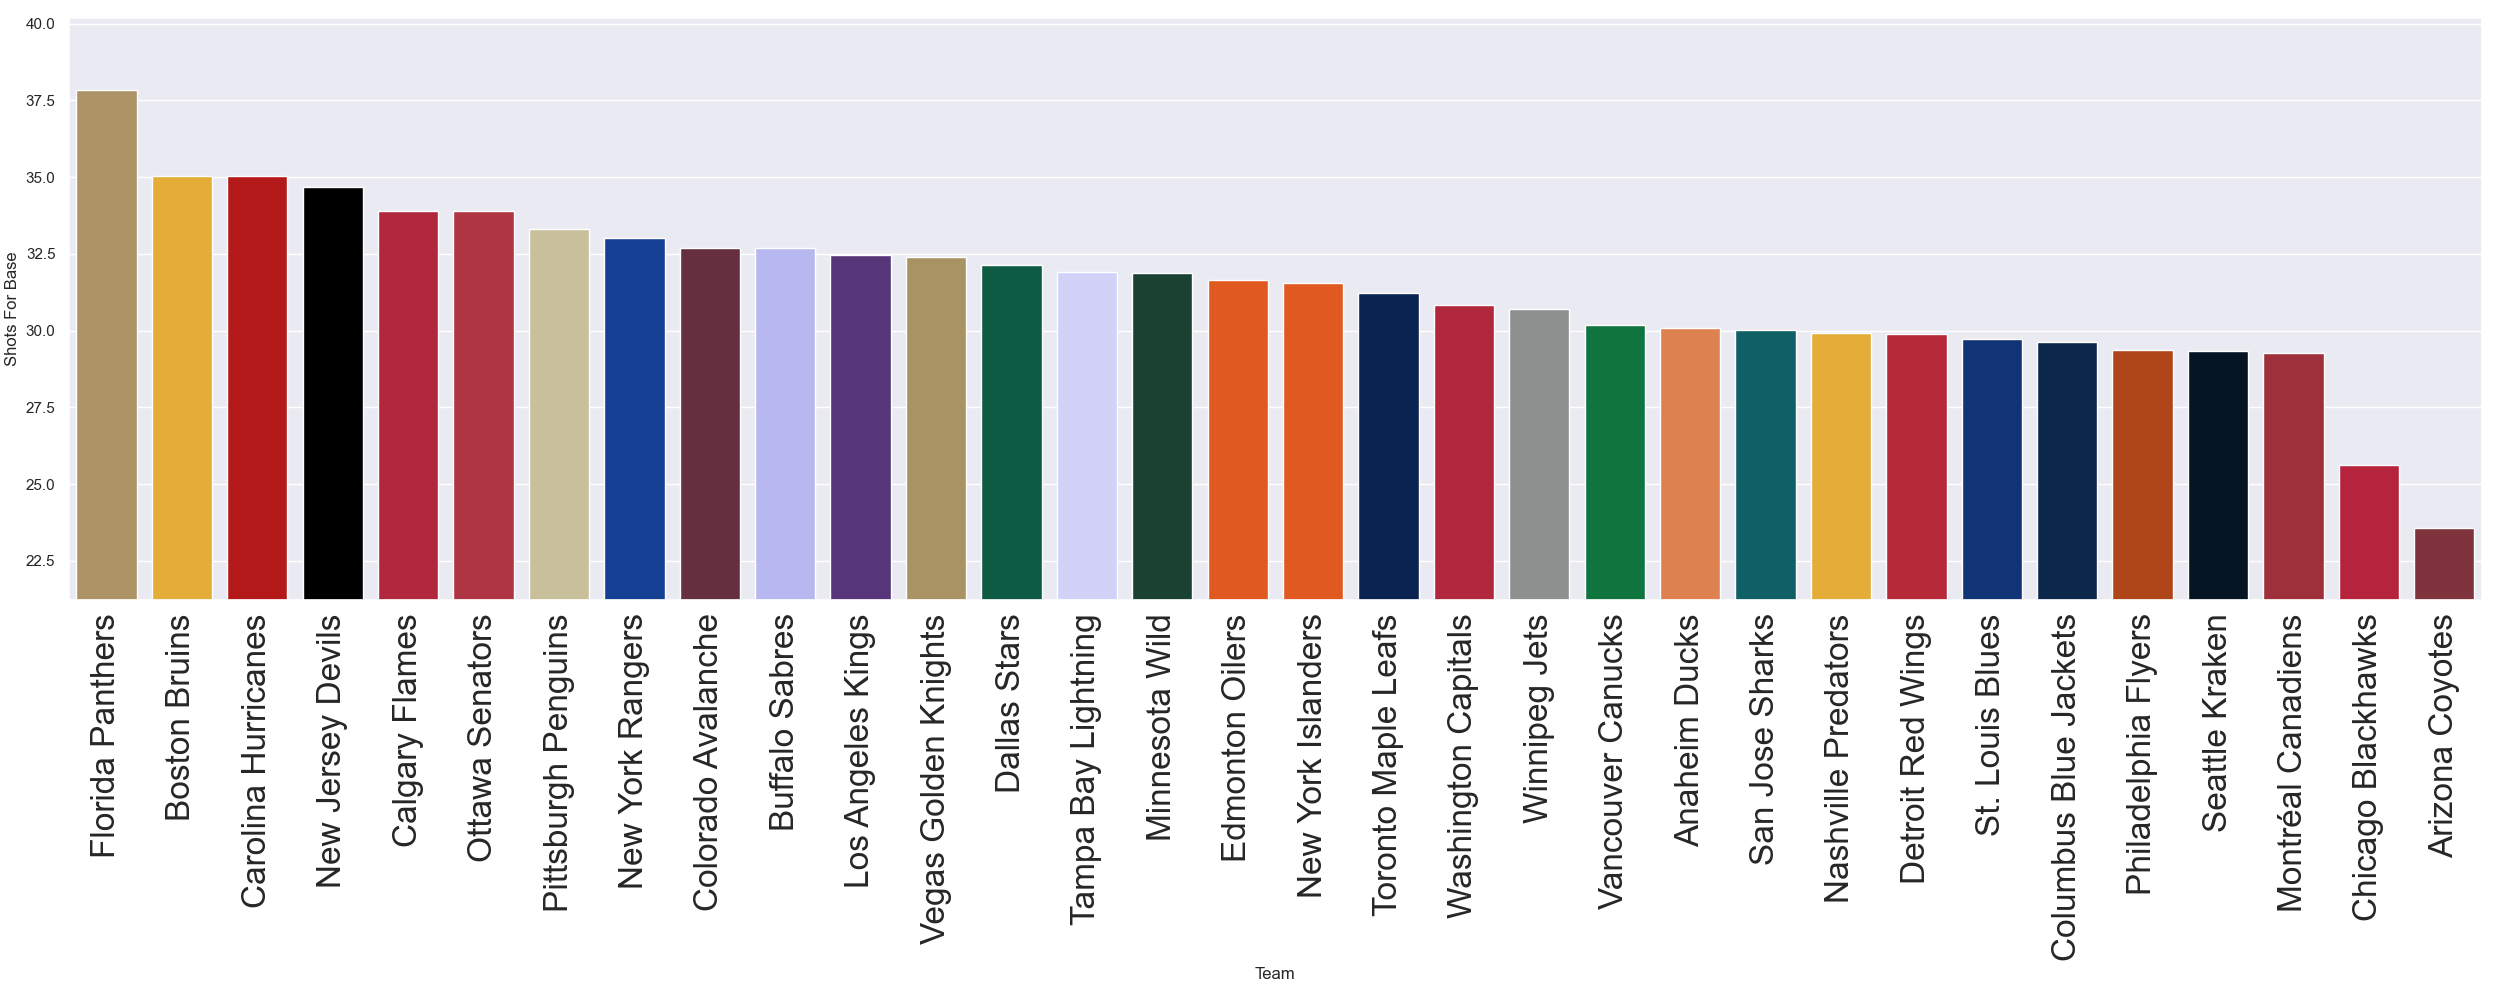 40.0
37.5
35.0
32.5
30.0
27.5
25.0
22.5
Shots For Base
Florida Panthers
Boston Bruins
Carolina Hurricanes
New Jersey Devils
Calgary Flames
Ottawa Senators
Pittsburgh Penguins
New York Rangers
Colorado Avalanche
Buffalo Sabres
Los Angeles Kings
Vegas Golden Knights
Dallas Stars
Tampa Bay Lightning
Minnesota Wild
Edmonton Oilers
New York Islanders
Toronto Maple Leafs
Washington Capitals
Winnipeg Jets
Vancouver Canucks
Anaheim Ducks
San Jose Sharks
Nashville Predators
Detroit Red Wings
St. Louis Blues
Columbus Blue Jackets
Philadelphia Flyers
Seattle Kraken
Montréal Canadiens
Chicago Blackhawks
Arizona Coyotes
Team